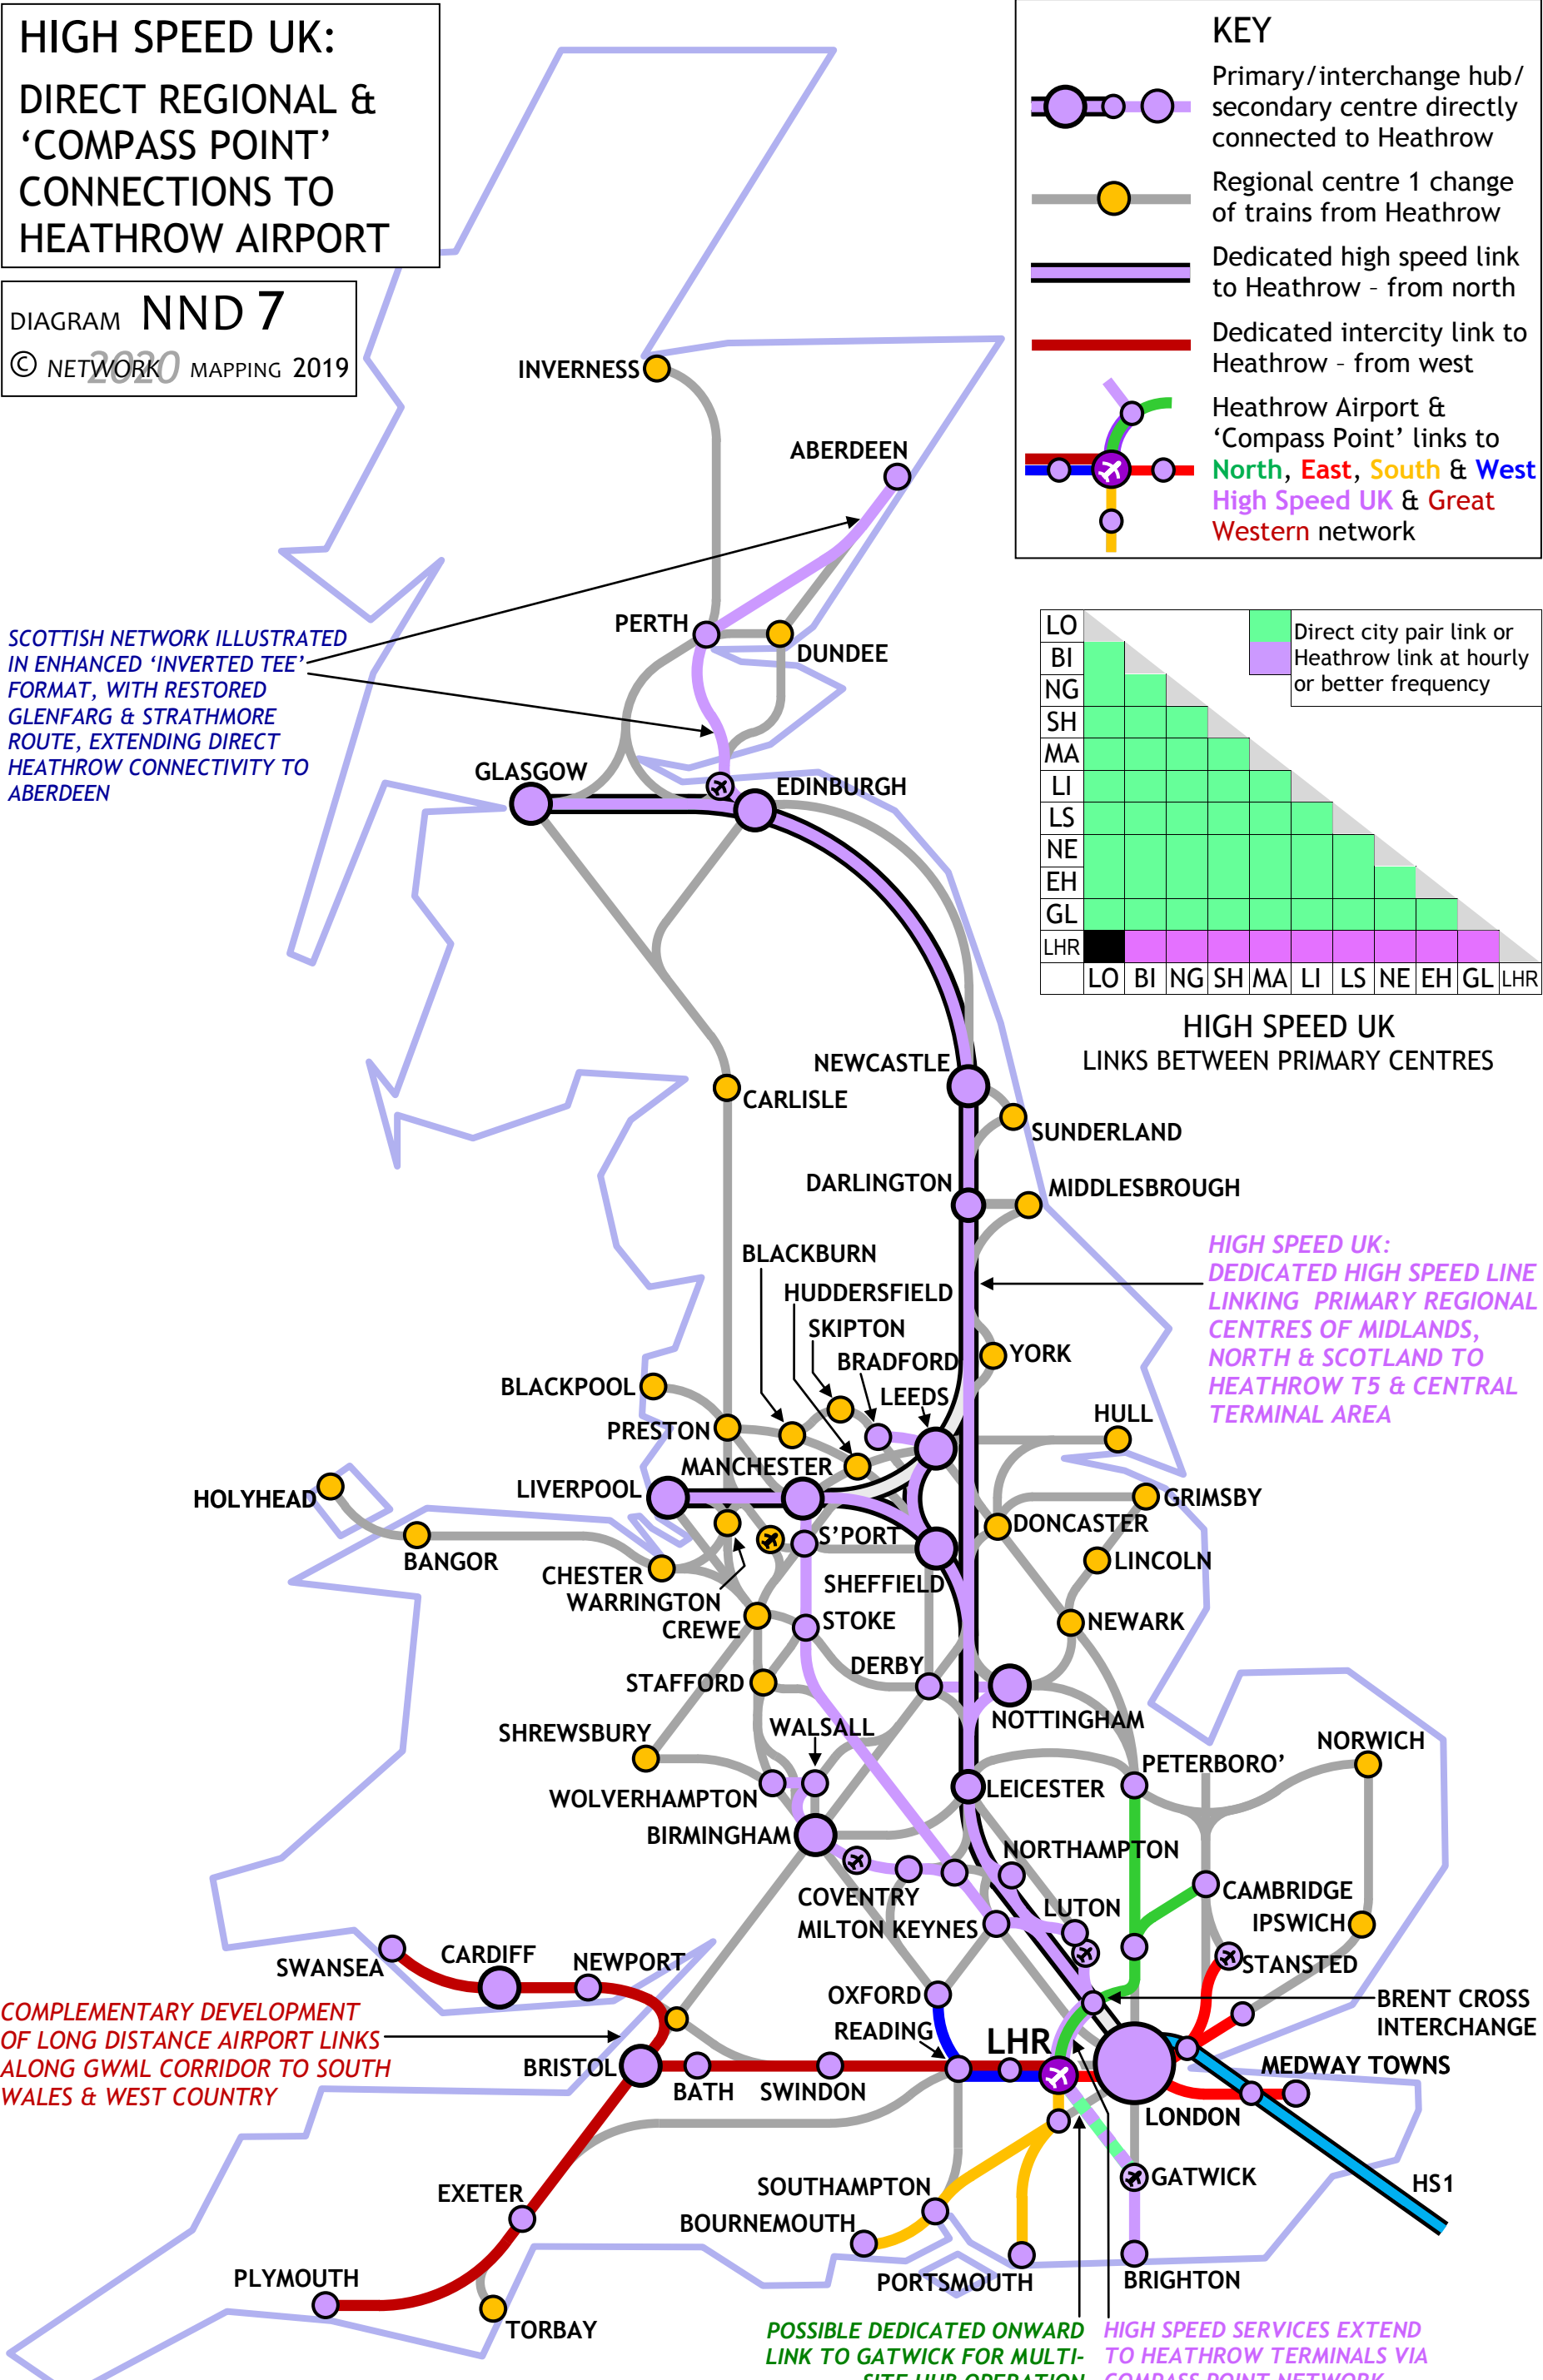 HIGH SPEED UK:
DIRECT REGIONAL &
‘COMPASS POINT’
CONNECTIONS TO
HEATHROW AIRPORT
DIAGRAM NND 7
© NETWORK 2020 MAPPING 2019
KEY
Primary/interchange hub/
secondary centre directly
connected to Heathrow
Regional centre 1 change
of trains from Heathrow
Dedicated high speed link
to Heathrow – from north
Dedicated intercity link to
Heathrow – from west
Heathrow Airport &
‘Compass Point’ links to
North, East, South & West
High Speed UK & Great
Western network
LO
BI
NG
SH
MA
LI
LS
NE
EH
GL
LHR
LO BI NG SH MA LI LS NE EH GL LHR
Direct city pair link or
Heathrow link at hourly
or better frequency
HIGH SPEED UK
LINKS BETWEEN PRIMARY CENTRES
INVERNESS
ABERDEEN
PERTH
DUNDEE
SCOTTISH NETWORK ILLUSTRATED
IN ENHANCED ‘INVERTED TEE’
FORMAT, WITH RESTORED
GLENFARG & STRATHMORE
ROUTE, EXTENDING DIRECT
HEATHROW CONNECTIVITY TO
ABERDEEN
GLASGOW
EDINBURGH
NEWCASTLE
CARLISLE
SUNDERLAND
DARLINGTON
MIDDLESBROUGH
HIGH SPEED UK:
DEDICATED HIGH SPEED LINE
LINKING PRIMARY REGIONAL
CENTRES OF MIDLANDS,
NORTH & SCOTLAND TO
HEATHROW T5 & CENTRAL
TERMINAL AREA
BLACKBURN
HUDDERSFIELD
SKIPTON
BRADFORD
LEEDS
YORK
BLACKPOOL
PRESTON
HULL
MANCHESTER
LIVERPOOL
HOLYHEAD
GRIMSBY
BANGOR
S’PORT
DONCASTER
LINCOLN
CHESTER
WARRINGTON
SHEFFIELD
CREWE
STOKE
NEWARK
STAFFORD
DERBY
NOTTINGHAM
SHREWSBURY
WALSALL
NORWICH
PETERBORO’
WOLVERHAMPTON
LEICESTER
BIRMINGHAM
NORTHAMPTON
COVENTRY
CAMBRIDGE
MILTON KEYNES
LUTON
IPSWICH
SWANSEA
CARDIFF
NEWPORT
STANSTED
OXFORD
BRENT CROSS
INTERCHANGE
READING
LHR
COMPLEMENTARY DEVELOPMENT
OF LONG DISTANCE AIRPORT LINKS
ALONG GWML CORRIDOR TO SOUTH
WALES & WEST COUNTRY
BRISTOL
BATH
SWINDON
MEDWAY TOWNS
LONDON
GATWICK
HS1
SOUTHAMPTON
EXETER
BOURNEMOUTH
PORTSMOUTH
BRIGHTON
PLYMOUTH
TORBAY
POSSIBLE DEDICATED ONWARD
LINK TO GATWICK FOR MULTI-
SITE HUB OPERATION
HIGH SPEED SERVICES EXTEND
TO HEATHROW TERMINALS VIA
COMPASS POINT NETWORK